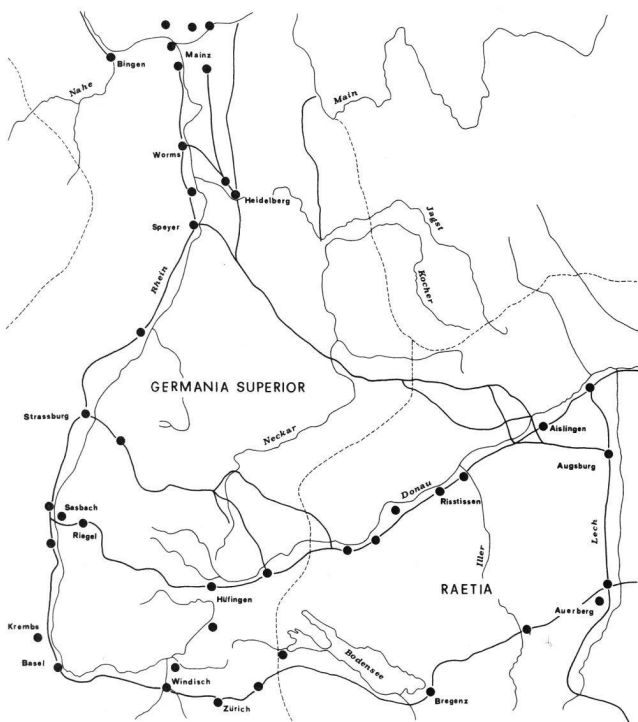 Mainz
Bingen
Nahe
Main
Worms
Heidelberg
Jagst
Speyer
Kocher
Rhein
GERMANIA SUPERIOR
Strassburg
Neckar
Aislingen
Augsburg
Donau
Risstissen
Sasbach
Riegel
Iller
Lech
Hüfingen
RAETIA
Auerberg
Krembs
Basel
Bodensee
Windisch
Zürich
Bregenz